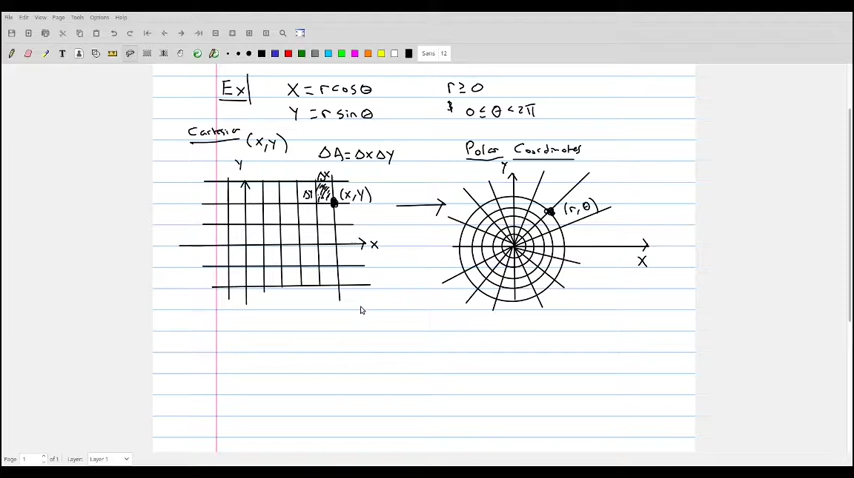 File Edit View Page Tools Options Help
Sans 12
Ex
X = r cos θ
r ≥ 0
Y = r sin θ
0 ≤ θ < 2π
Cartesian (X,Y)
ΔA = ΔX ΔY
Polar Coordinates
Y
ΔX
Y
ΔY
(X,Y)
(r,θ)
X
X
Page 1 of 1 Layer: Layer 1